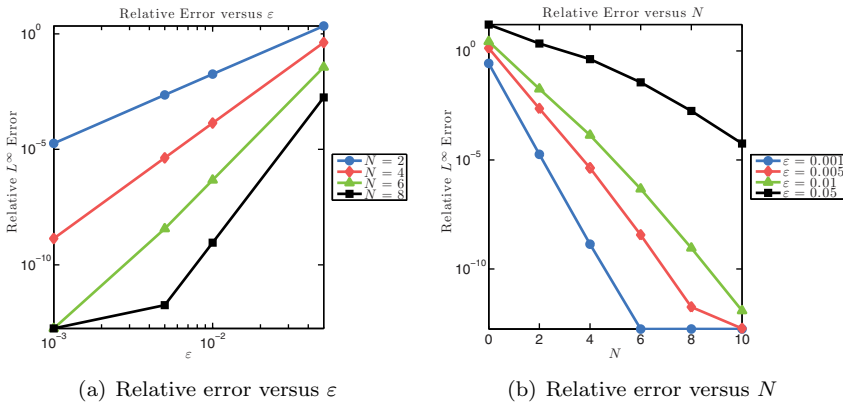 Relative Error versus ε
Relative L^∞ Error
10^0
10^−5
10^−10
10^−3
10^−2
ε
N = 2
N = 4
N = 6
N = 8
(a) Relative error versus ε
Relative Error versus N
Relative L^∞ Error
10^0
10^−5
10^−10
0 2 4 6 8 10
N
ε = 0.001
ε = 0.005
ε = 0.01
ε = 0.05
(b) Relative error versus N